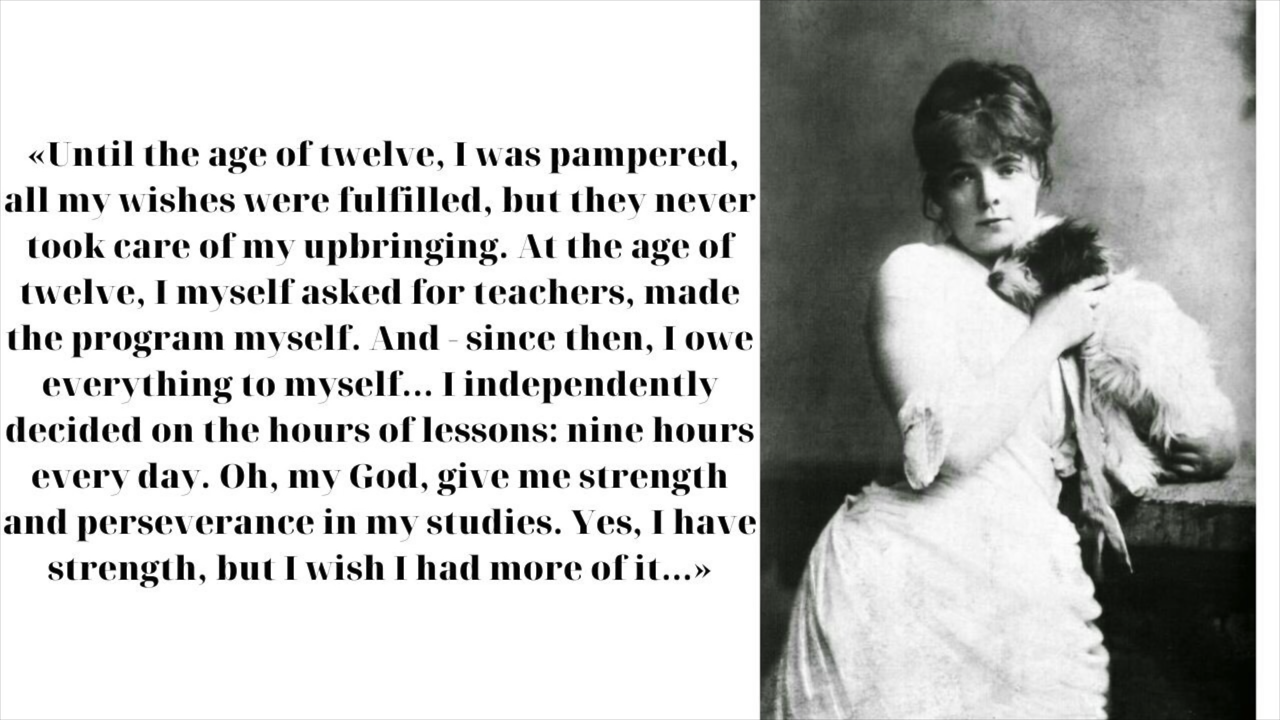 «Until the age of twelve, I was pampered,
all my wishes were fulfilled, but they never
took care of my upbringing. At the age of
twelve, I myself asked for teachers, made
the program myself. And - since then, I owe
everything to myself... I independently
decided on the hours of lessons: nine hours
every day. Oh, my God, give me strength
and perseverance in my studies. Yes, I have
strength, but I wish I had more of it...»